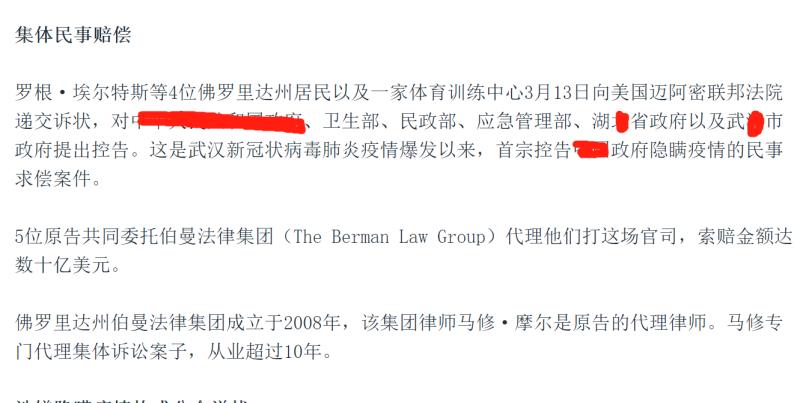 集体民事赔偿
罗根·埃尔特斯等4位佛罗里达州居民以及一家体育训练中心3月13日向美国迈阿密联邦法院
递交诉状，对、卫生部、民政部、应急管理部、湖省政府以及武市
政府提出控告。这是武汉新冠状病毒肺炎疫情爆发以来，首宗控告政府隐瞒疫情的民事
求偿案件。
5位原告共同委托伯曼法律集团（The Berman Law Group）代理他们打这场官司，索赔金额达
数十亿美元。
佛罗里达州伯曼法律集团成立于2008年，该集团律师马修·摩尔是原告的代理律师。马修专
门代理集体诉讼案子，从业超过10年。